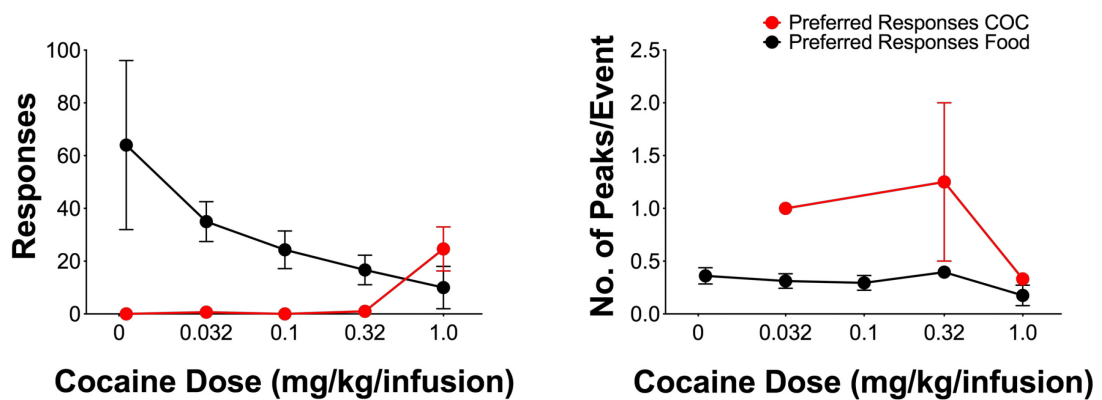 Responses
100
80
60
40
20
0
0 0.032 0.1 0.32 1.0
Cocaine Dose (mg/kg/infusion)
Preferred Responses COC
Preferred Responses Food
No. of Peaks/Event
2.5
2.0
1.5
1.0
0.5
0.0
0 0.032 0.1 0.32 1.0
Cocaine Dose (mg/kg/infusion)